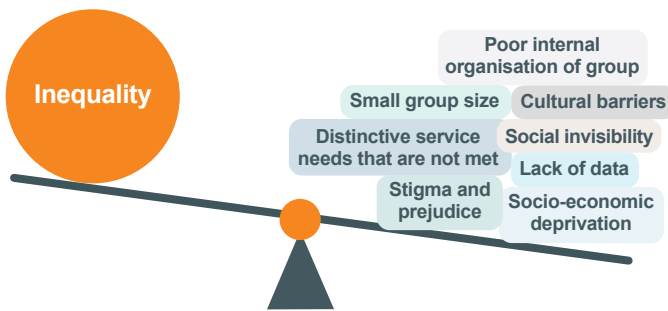 Inequality
Poor internal
organisation of group
Small group size
Cultural barriers
Distinctive service
needs that are not met
Social invisibility
Lack of data
Stigma and
prejudice
Socio-economic
deprivation